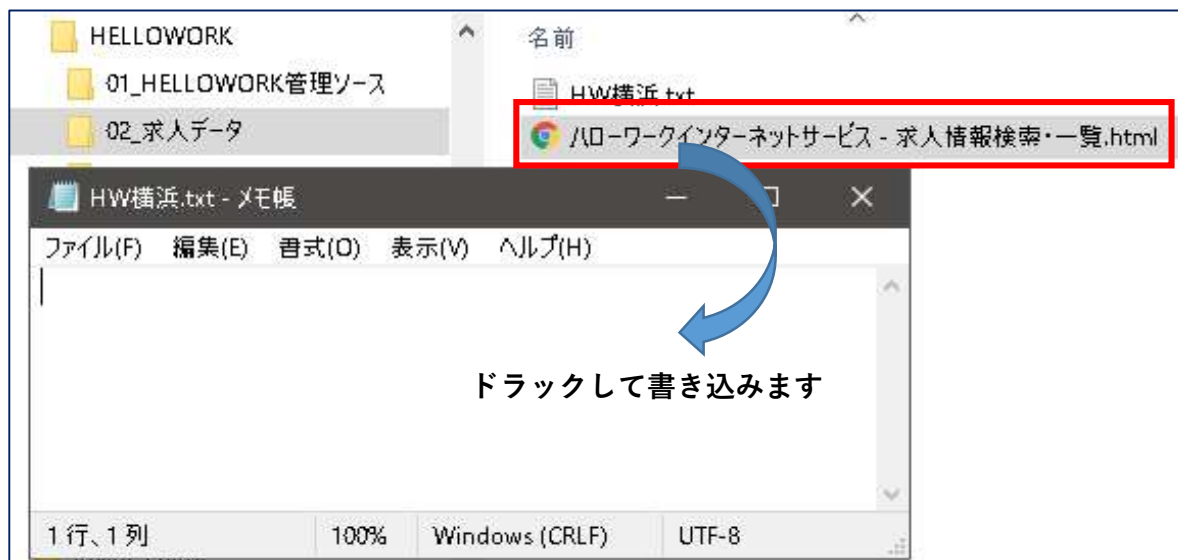 HELLOWORK
01_HELLOWORK管理ソース
02_求人データ
名前
HW横浜.txt
ハローワークインターネットサービス - 求人情報検索・一覧.html
HW横浜.txt - メモ帳
ファイル(F) 編集(E) 書式(O) 表示(V) ヘルプ(H)
ドラックして書き込みます
1 行、1 列 100% Windows (CRLF) UTF-8